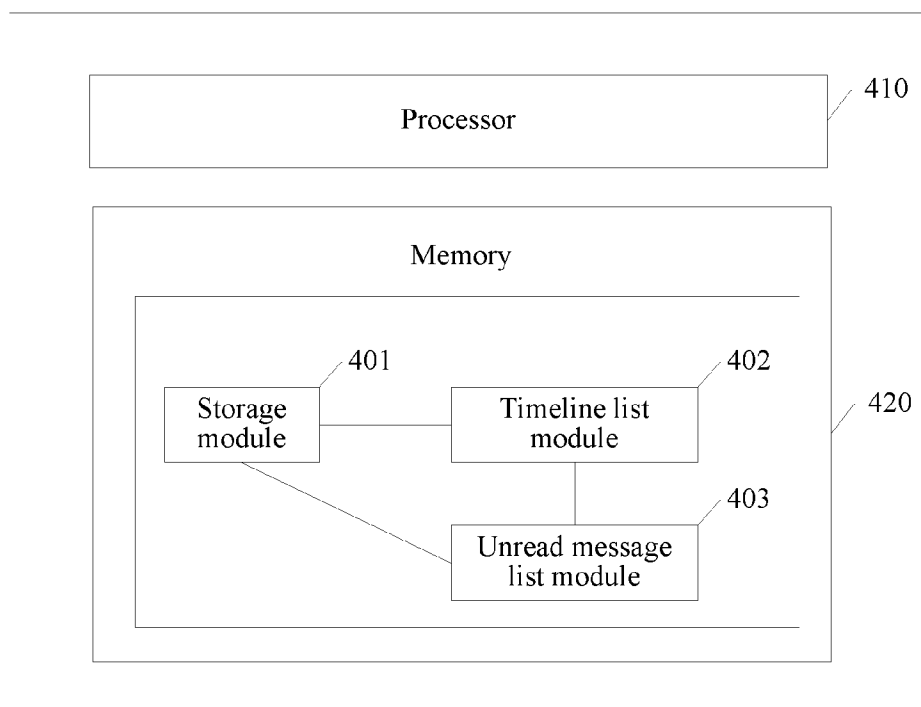 410
Processor
Memory
401
402
Storage
module
Timeline list
module
420
403
Unread message
list module